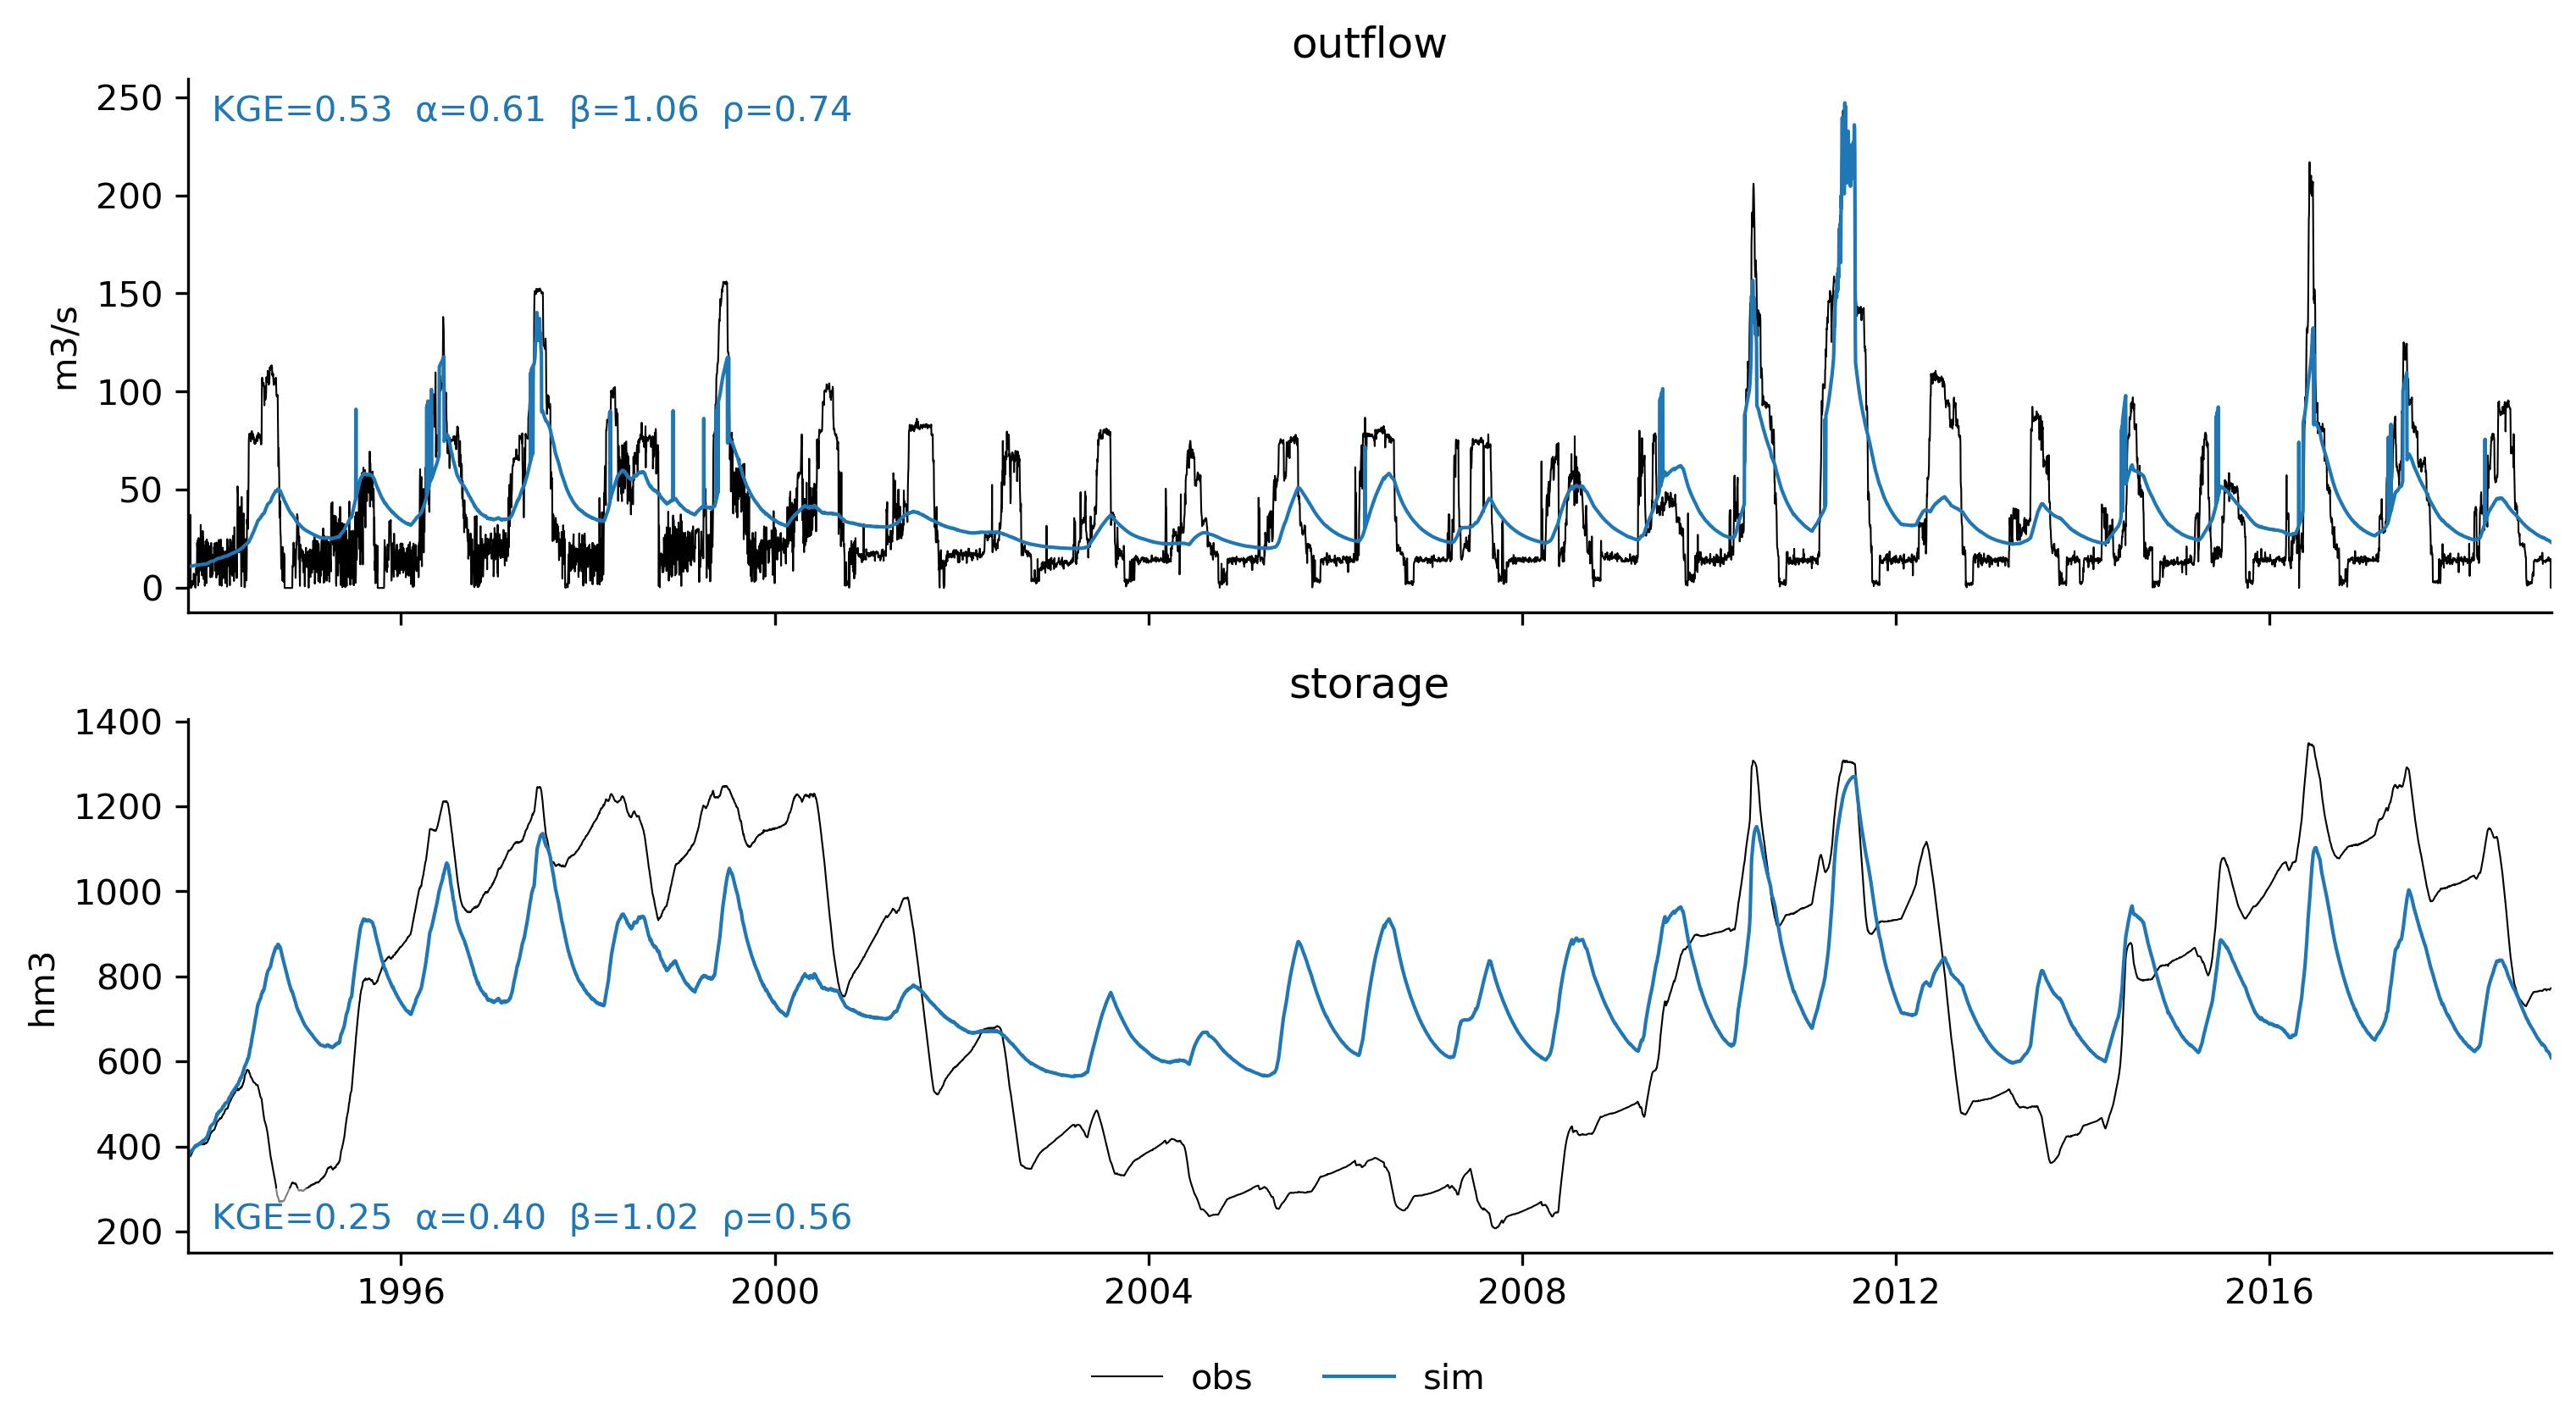 outflow
250
KGE=0.53 α=0.61 β=1.06 ρ=0.74
200
150
m3/s
100
50
0
storage
1400
1200
1000
800
hm3
600
400
KGE=0.25 α=0.40 β=1.02 ρ=0.56
200
1996 2000 2004 2008 2012 2016
obs sim